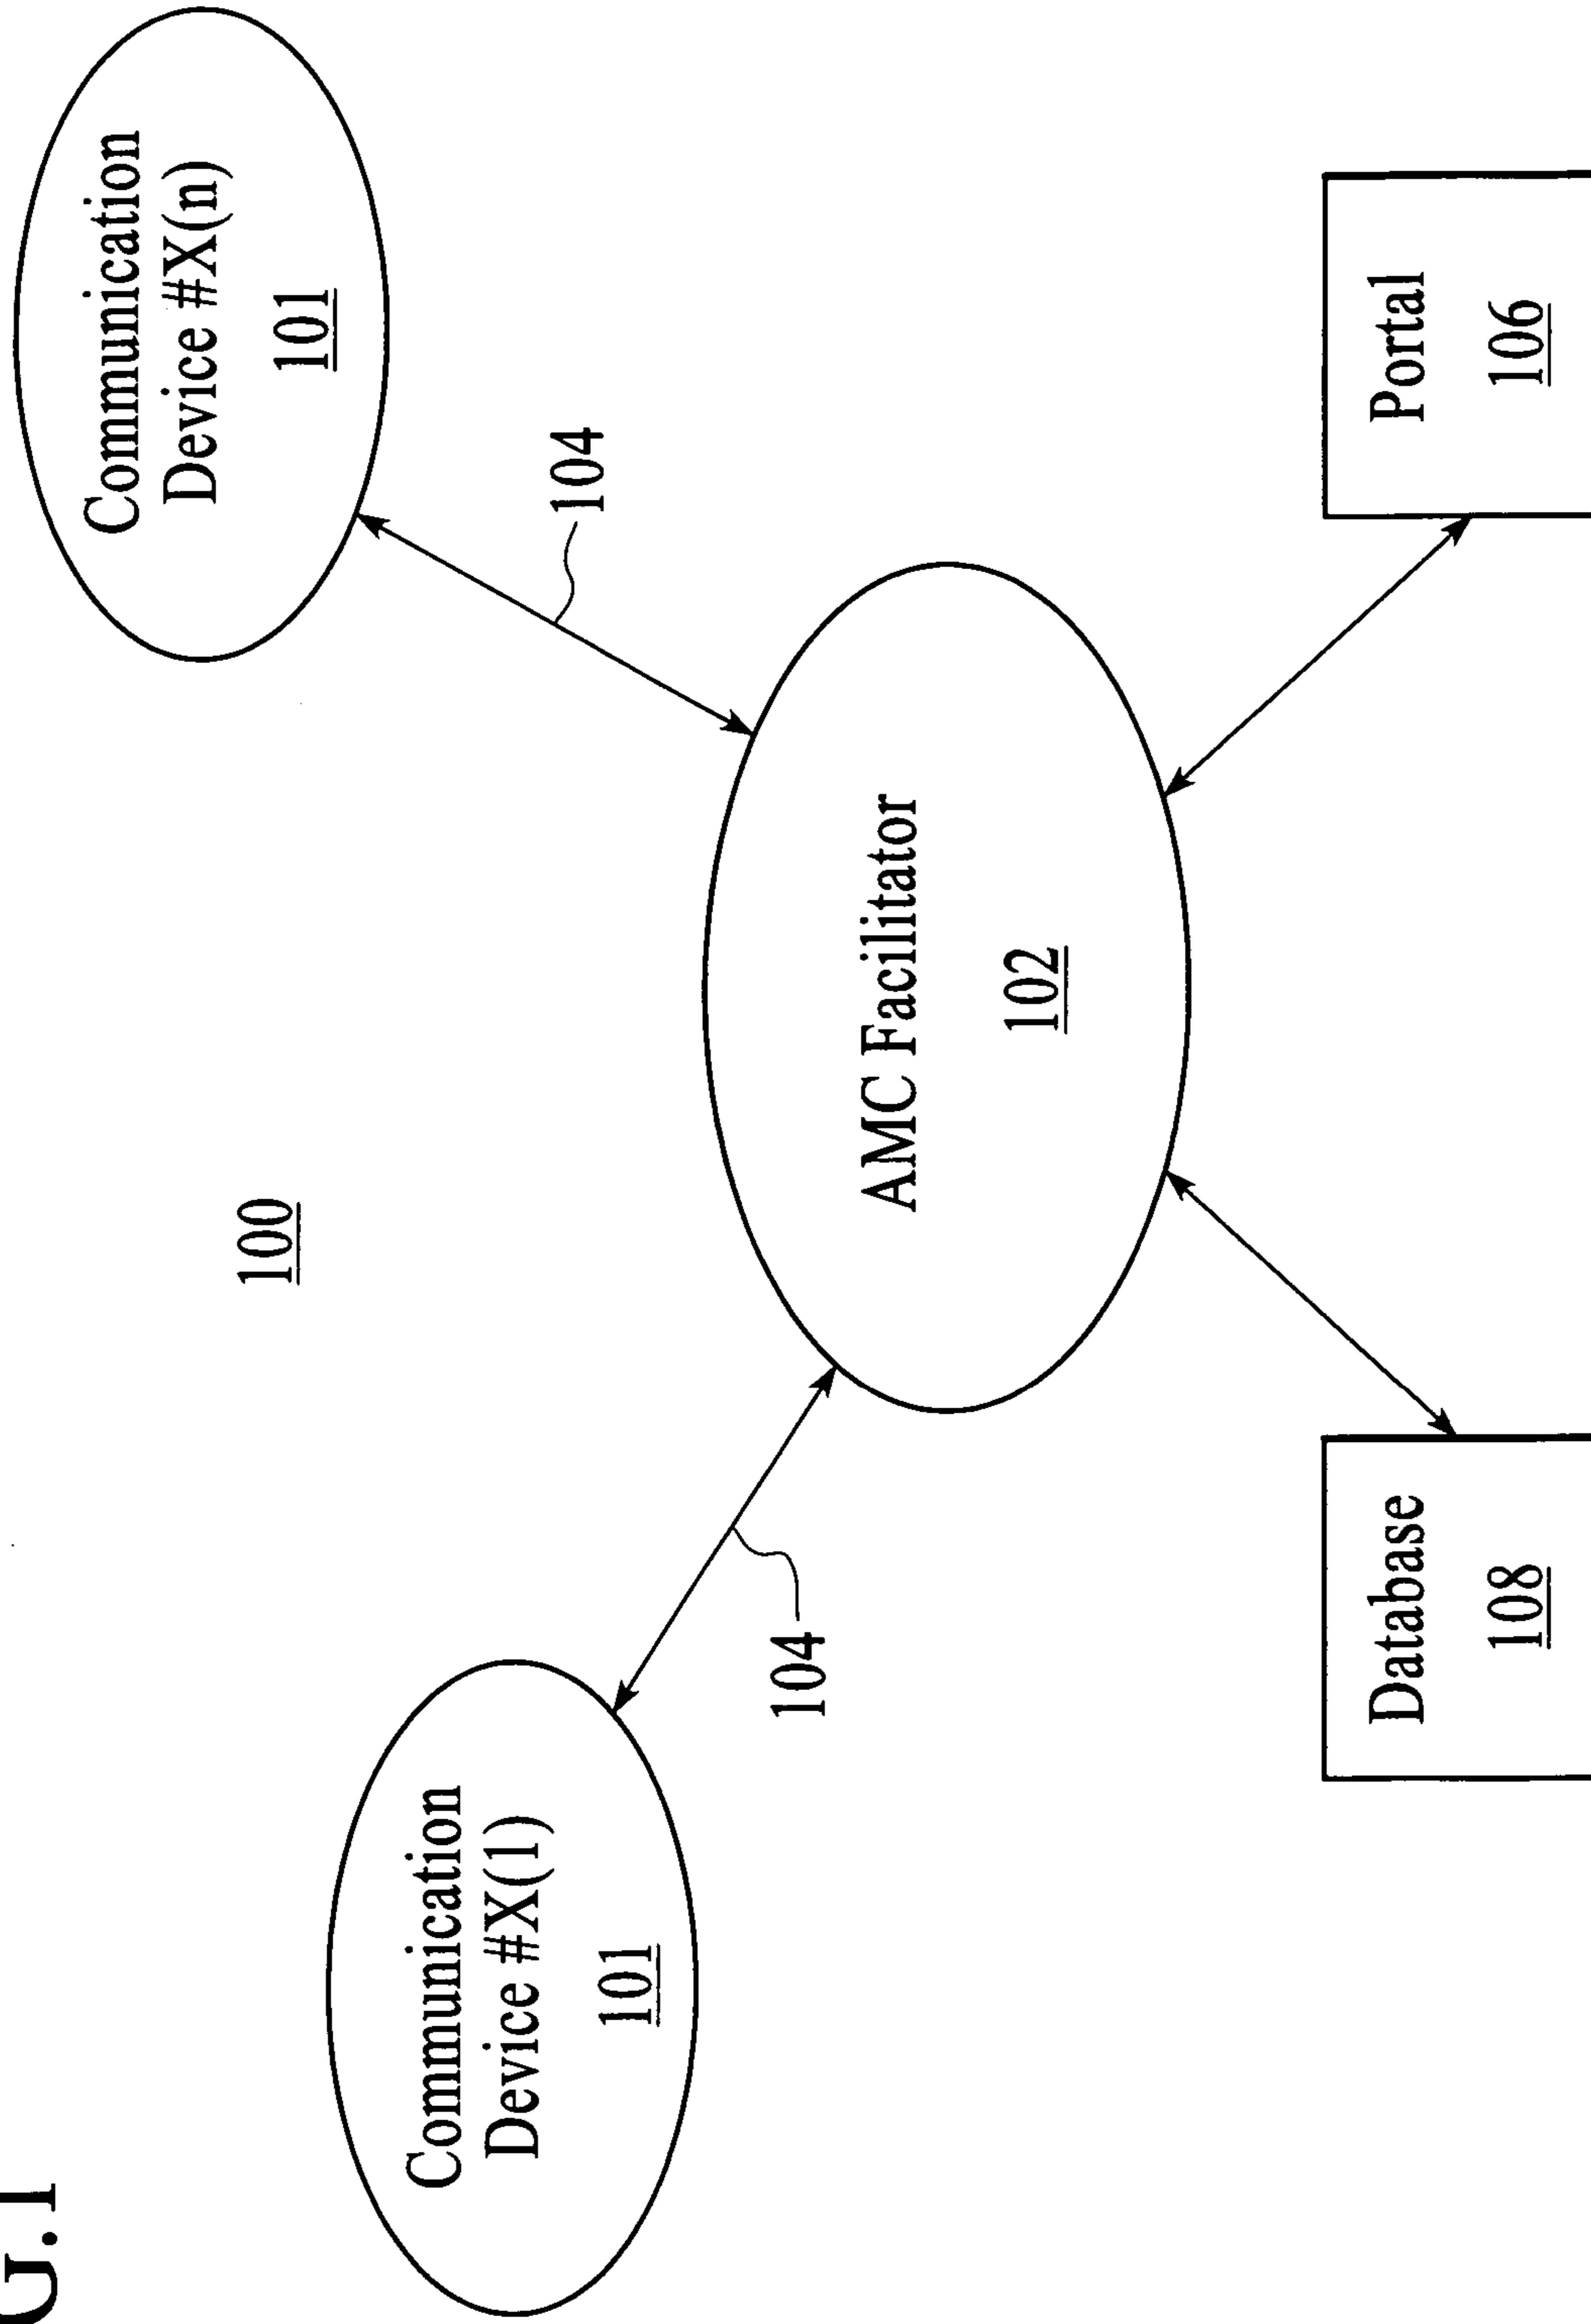 G.1
100
Communication
Device #X(1)
101
Communication
Device #X(n)
101
104
104
AMC Facilitator
102
Database
108
Portal
106